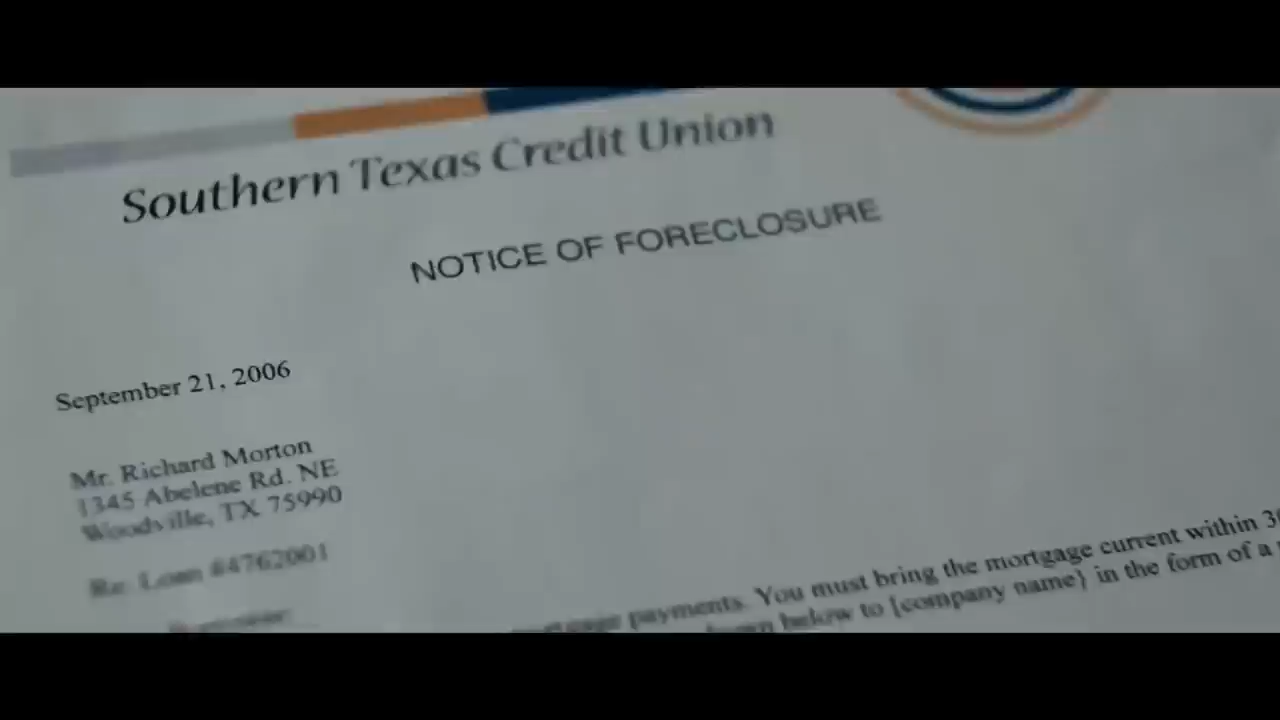 Southern Texas Credit Union
NOTICE OF FORECLOSURE
September 21, 2006
Mr. Richard Morton
1345 Abelene Rd. NE
Woodville, TX 75990
Re: Loan #4762001
mortgage payments. You must bring the mortgage current within
below to {company name} in the form of a